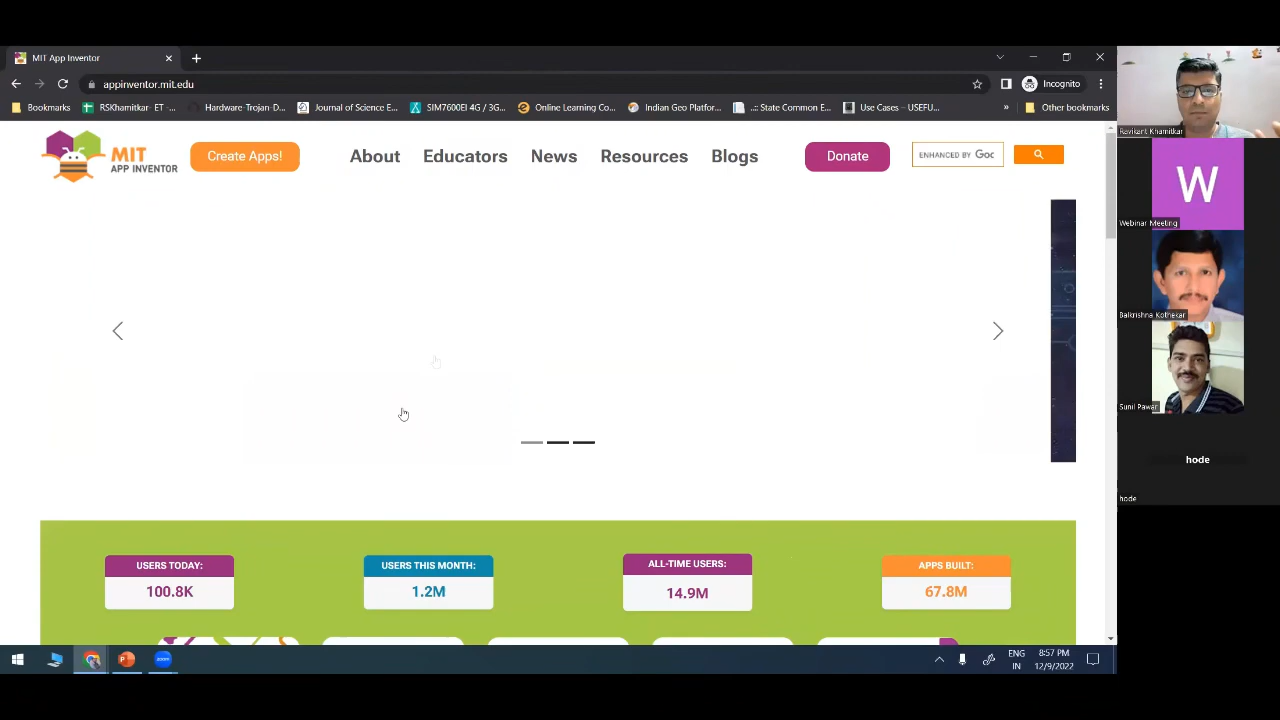 MIT App Inventor
appinventor.mit.edu
Incognito
Bookmarks RSKhamitkar- ET -... Hardware-Trojan-D... Journal of Science E... SIM7600EI 4G / 3G... Online Learning Co... Indian Geo Platfor... ..: State Common E... Use Cases – USEFU... » Other bookmarks
MIT
APP INVENTOR
Create Apps!
About Educators News Resources Blogs
Donate
ENHANCED BY Goo
USERS TODAY:
100.8K
USERS THIS MONTH:
1.2M
ALL-TIME USERS:
14.9M
APPS BUILT:
67.8M
ENG
IN
8:57 PM
12/9/2022
zoom
Ravikant Khamitkar
W
Webinar Meeting
Balkrishna Kothekar
Sunil Pawar
hode
hode